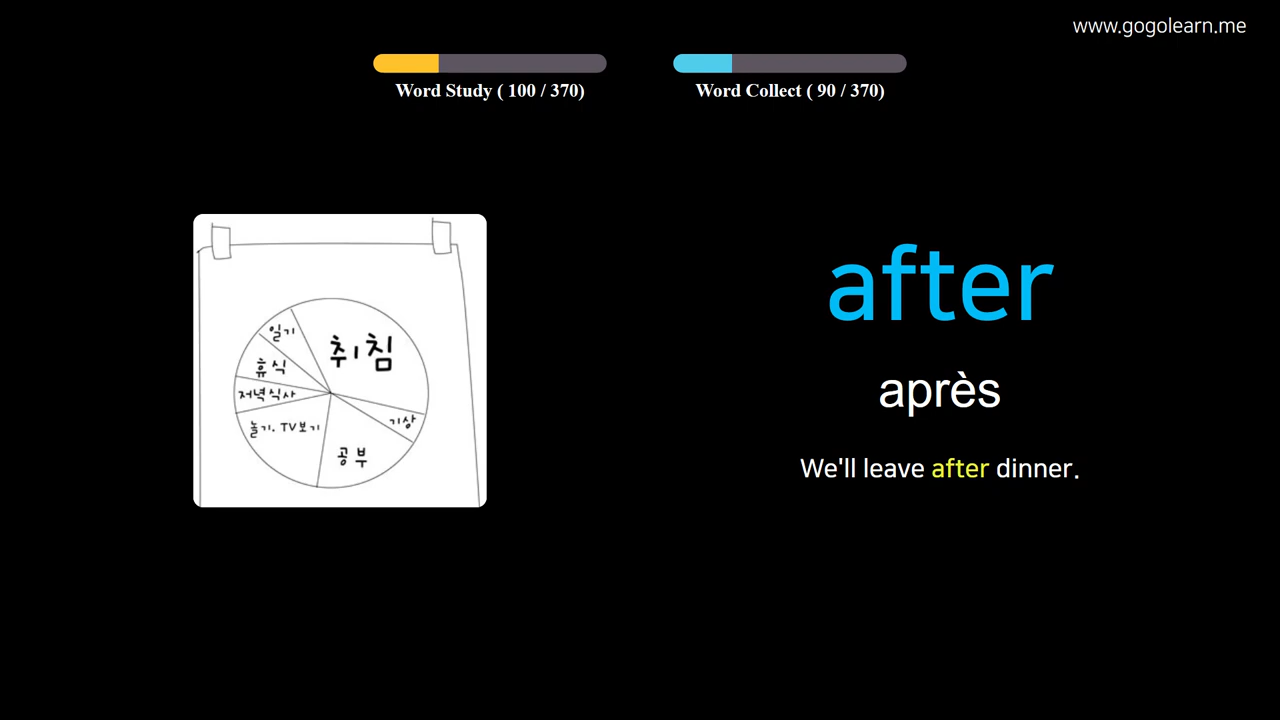 www.gogolearn.me
Word Study ( 100 / 370)
Word Collect ( 90 / 370)
일기
취침
휴식
저녁식사
기상
놀기. TV보기
공부
after
après
We'll leave after dinner.